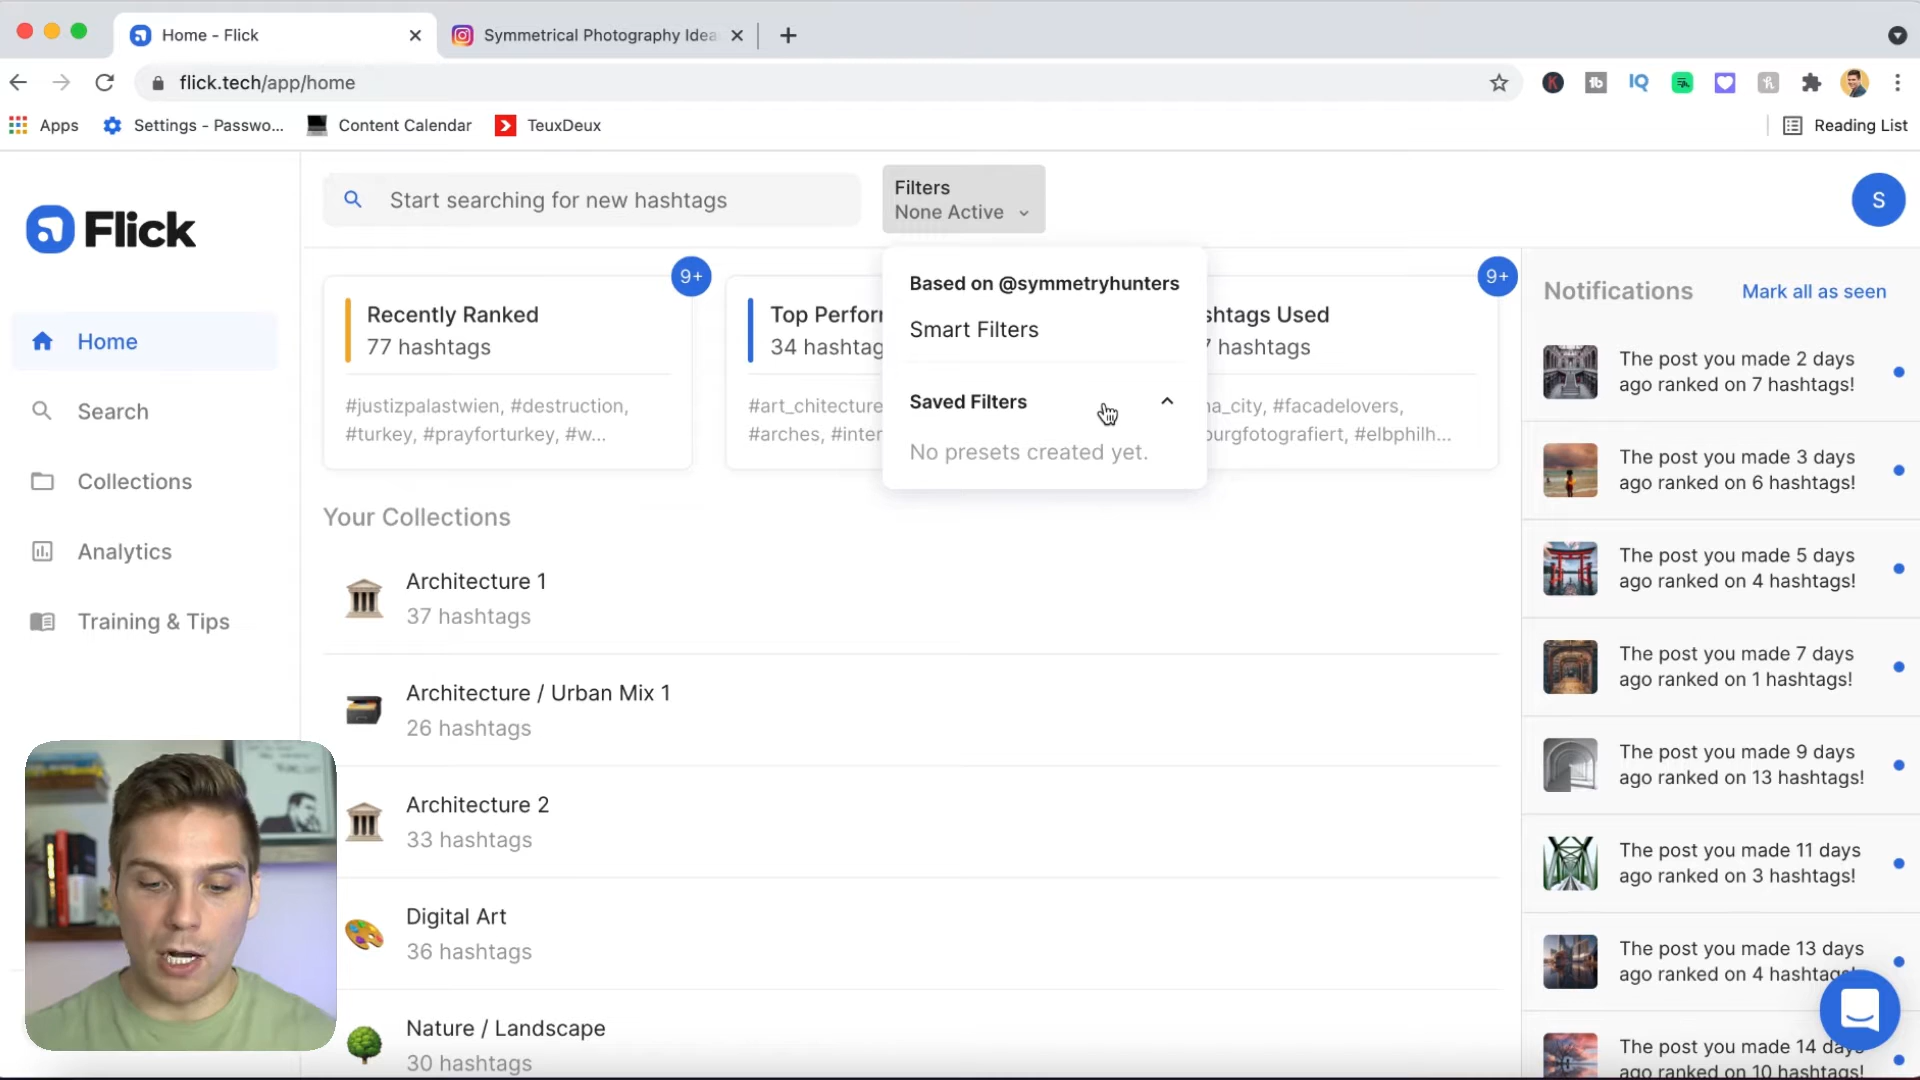 Home - Flick
Symmetrical Photography Idea
flick.tech/app/home
Apps
Settings - Passwo...
Content Calendar
TeuxDeux
Reading List
Flick
Home
Search
Collections
Analytics
Training & Tips
Start searching for new hashtags
Filters
None Active
S
Based on @symmetryhunters
Smart Filters
Saved Filters
No presets created yet.
9+
Recently Ranked
77 hashtags
#justizpalastwien, #destruction,
#turkey, #prayforturkey, #w...
Top Perfor
34 hashtag
#art_chitecture
#arches, #inter
9+
shtags Used
7 hashtags
na_city, #facadelovers,
burgfotografiert, #elbphilh...
Your Collections
Architecture 1
37 hashtags
Architecture / Urban Mix 1
26 hashtags
Architecture 2
33 hashtags
Digital Art
36 hashtags
Nature / Landscape
30 hashtags
Notifications
Mark all as seen
The post you made 2 days
ago ranked on 7 hashtags!
The post you made 3 days
ago ranked on 6 hashtags!
The post you made 5 days
ago ranked on 4 hashtags!
The post you made 7 days
ago ranked on 1 hashtags!
The post you made 9 days
ago ranked on 13 hashtags!
The post you made 11 days
ago ranked on 3 hashtags!
The post you made 13 days
ago ranked on 4 hashtags!
The post you made 14 days
ago ranked on 10 hashtags!